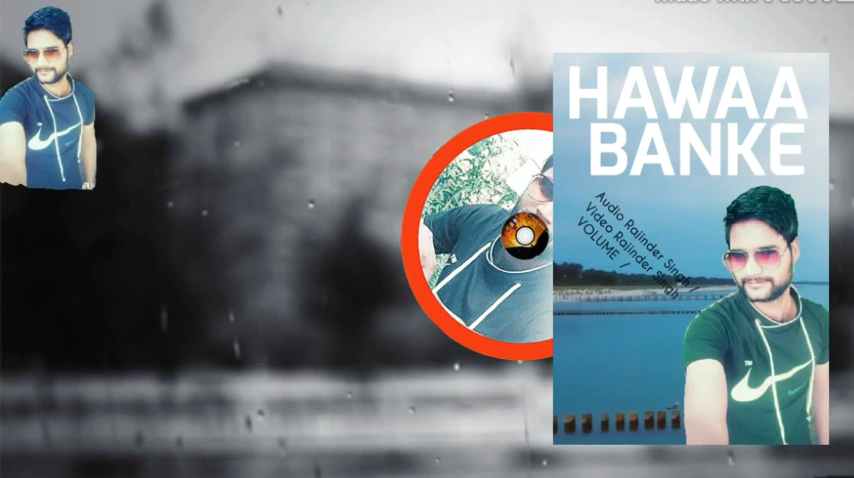 HAWAA
BANKE
Audio Rajinder Singh /
Video Rajinder Singh
VOLUME /